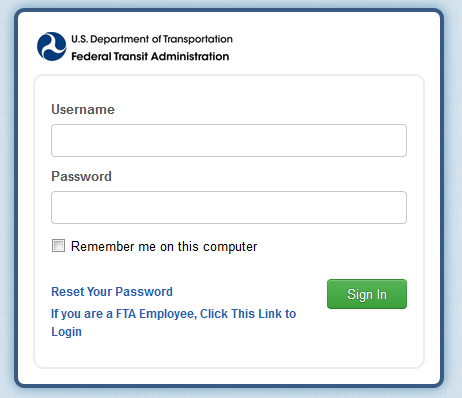 U.S. Department of Transportation
Federal Transit Administration
Username
Password
Remember me on this computer
Reset Your Password
Sign In
If you are a FTA Employee, Click This Link to
Login